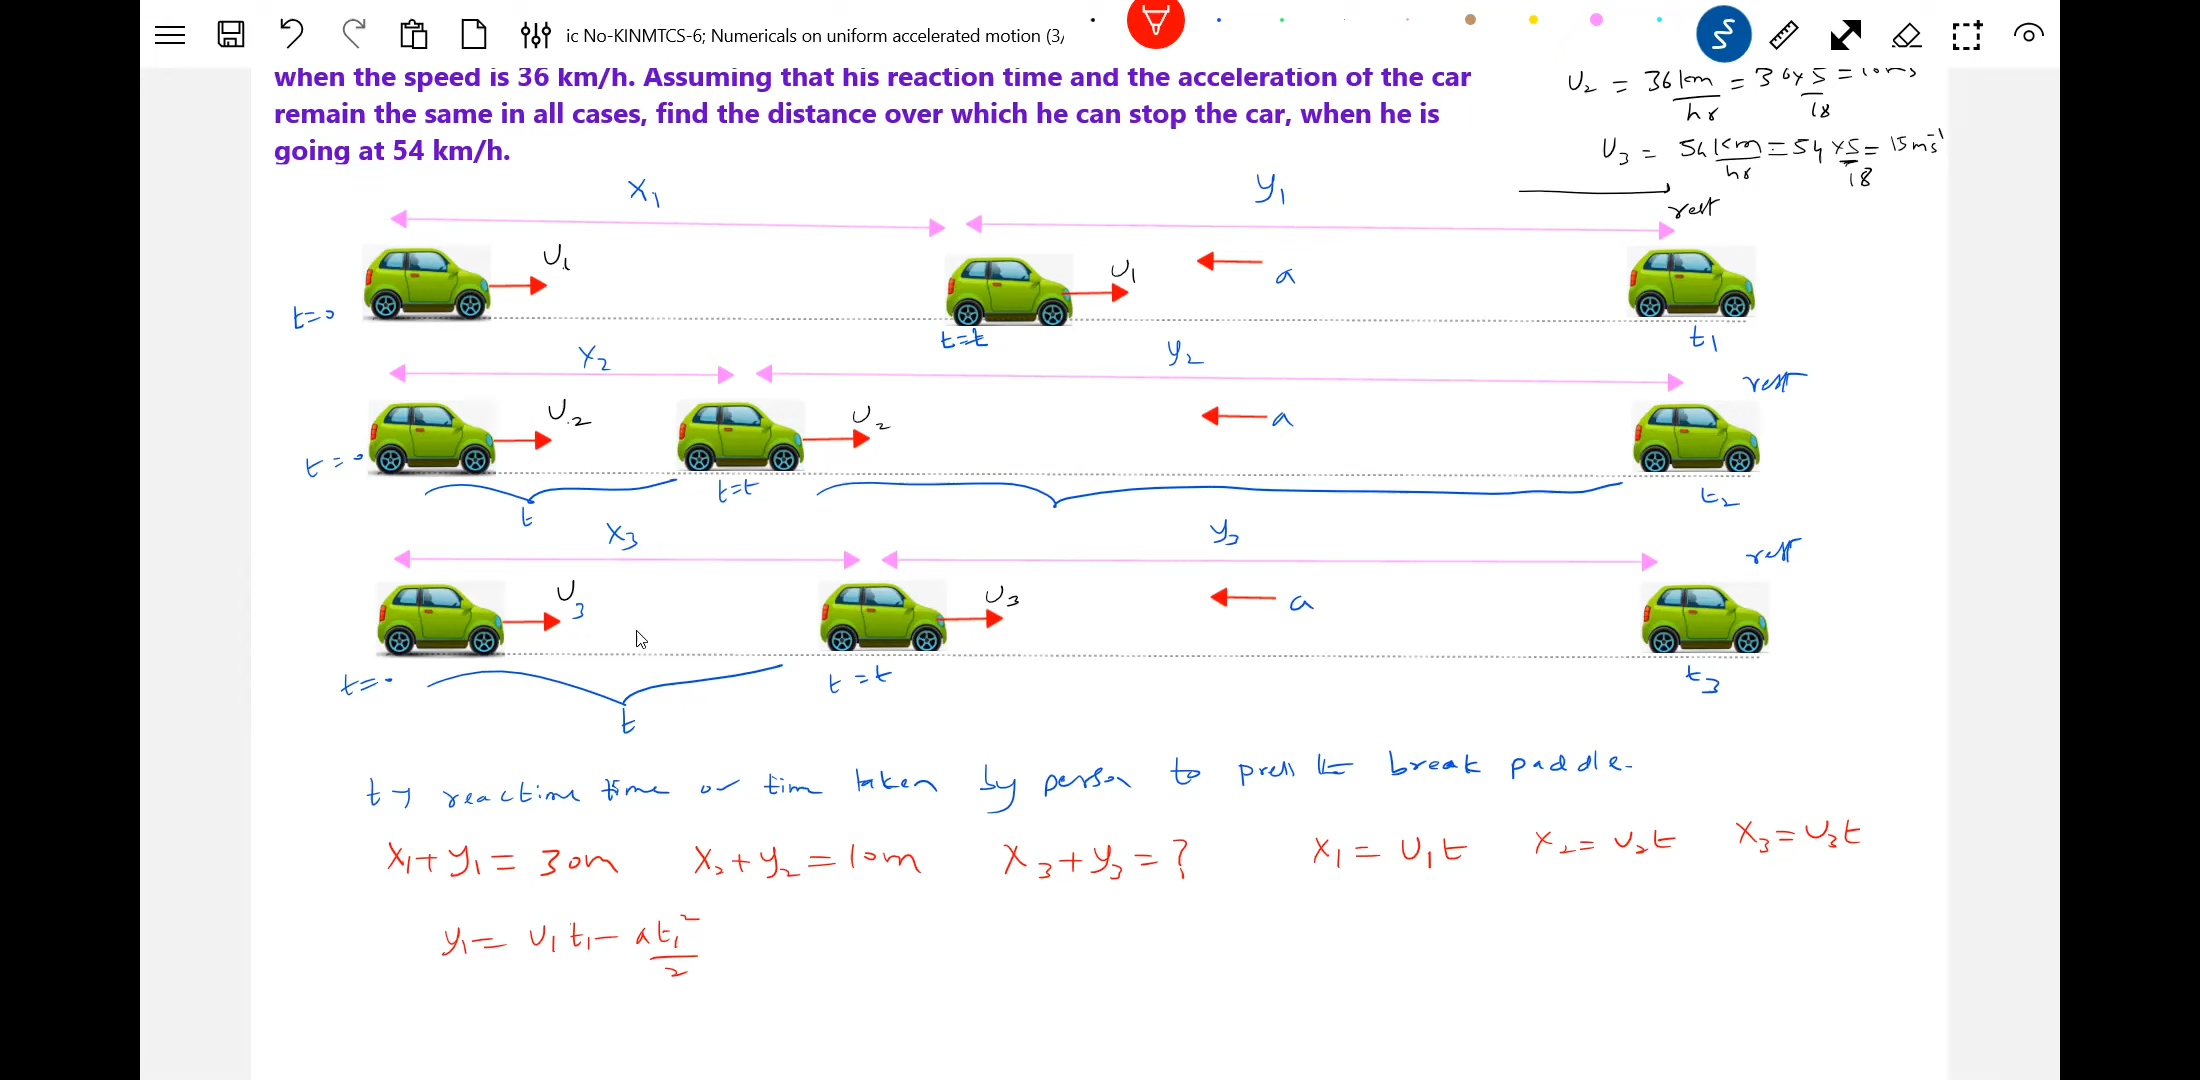 ic No-KINMTCS-6; Numericals on uniform accelerated motion (3/
when the speed is 36 km/h. Assuming that his reaction time and the acceleration of the car
remain the same in all cases, find the distance over which he can stop the car, when he is
going at 54 km/h.
U2 = 36 km/hr = 36×5/18 = 10ms
U3 = 54 Km/hr = 54×5/18 = 15ms-1
rest
x1 y1
U1 U1 a
t=0 t=t t1
x2 y2
rest
U2 U2 a
t=0 t=t t2
t
x3 y3
rest
U3 U3 a
t=0 t=t t3
t
t → reactime time or time taken by person to press the break paddle.
x1+y1=30m x2+y2=10m x3+y3=? x1=U1t x2=U2t x3=U3t
y1= U1t1- at1²/2